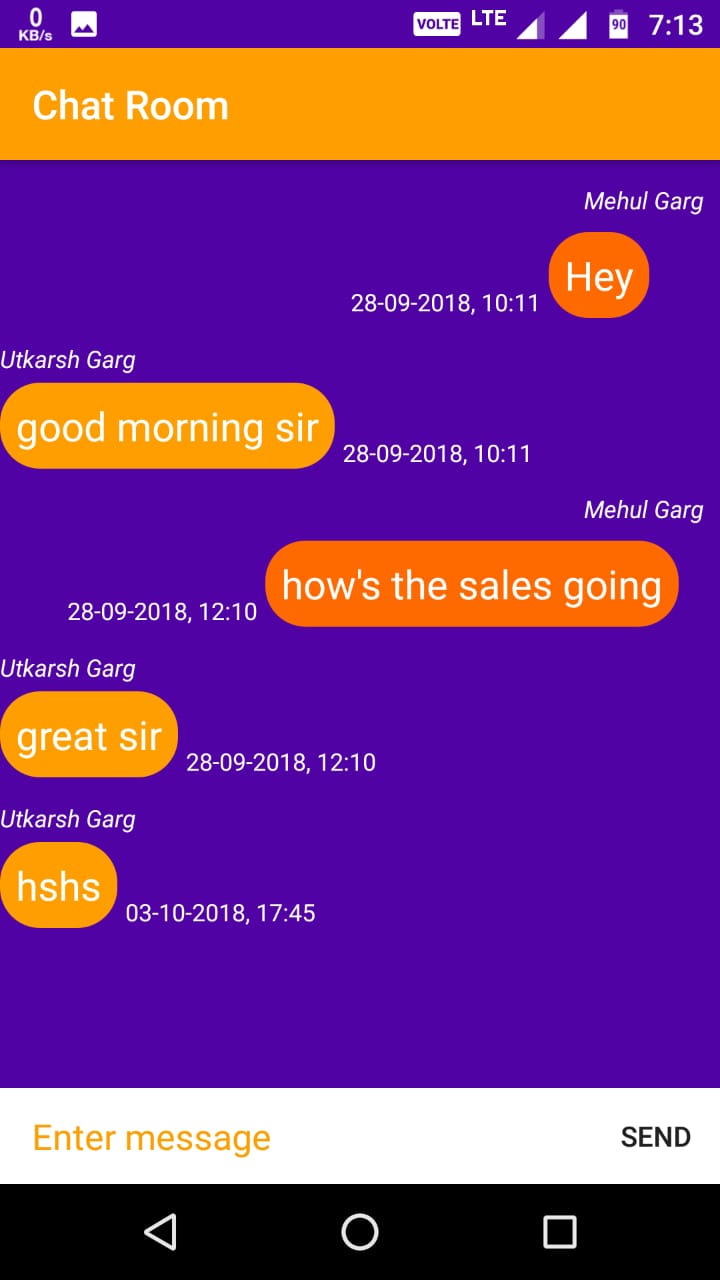 0
KB/s
VOLTE LTE 90 7:13
Chat Room
Mehul Garg
28-09-2018, 10:11 Hey
Utkarsh Garg
good morning sir 28-09-2018, 10:11
Mehul Garg
28-09-2018, 12:10 how's the sales going
Utkarsh Garg
great sir 28-09-2018, 12:10
Utkarsh Garg
hshs 03-10-2018, 17:45
Enter message SEND